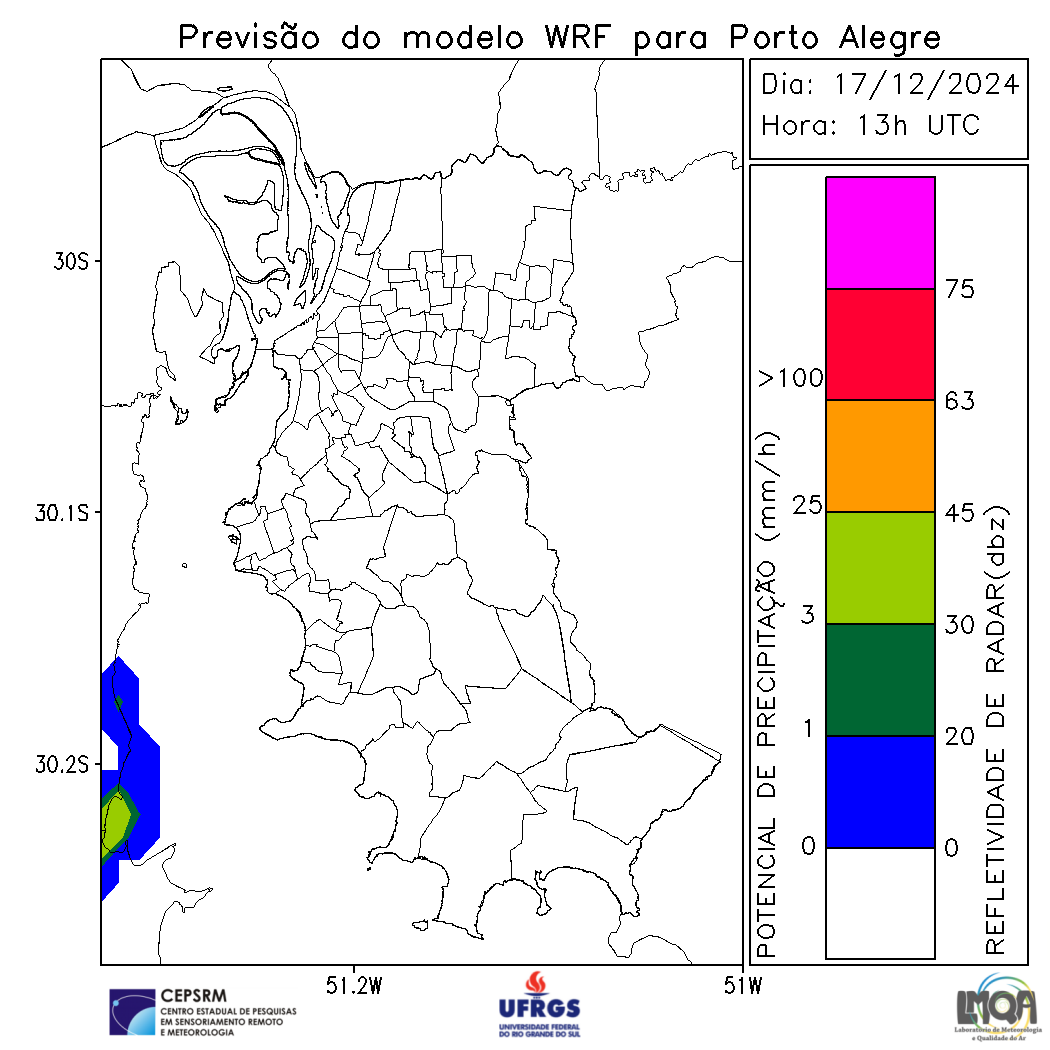 Previsão do modelo WRF para Porto Alegre
Dia: 17/12/2024
Hora: 13h UTC
30S
30.1S
30.2S
51.2W
51W
POTENCIAL DE PRECIPITAÇÃO (mm/h)
>100
25
3
1
0
75
63
45
30
20
0
REFLETIVIDADE DE RADAR(dbz)
CEPSRM
CENTRO ESTADUAL DE PESQUISAS
EM SENSORIAMENTO REMOTO
E METEOROLOGIA
UFRGS
UNIVERSIDADE FEDERAL
DO RIO GRANDE DO SUL
LMQA
Laboratório de Meteorologia
e Qualidade do Ar